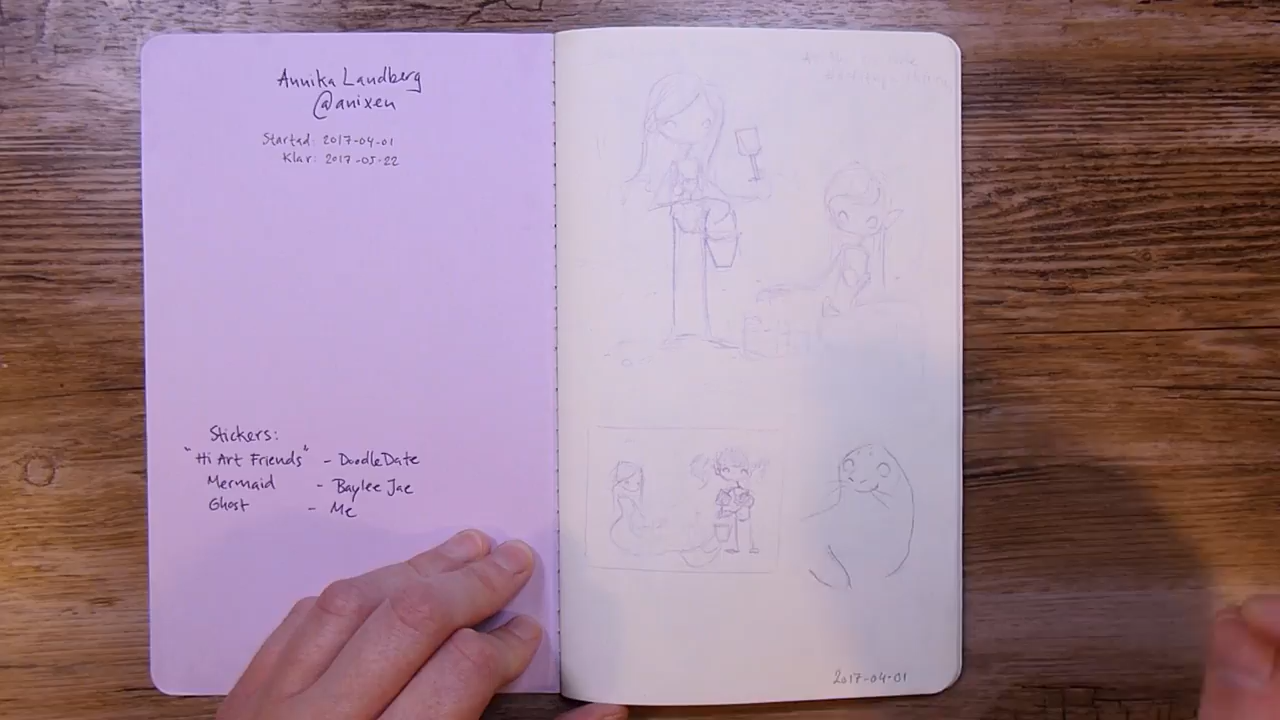 Annika Landberg
@anixen
Startad: 2017-04-01
Klar: 2017-05-22
Stickers:
"Hi Art Friends" - DoodleDate
Mermaid - Baylee Jae
Ghost - Me
2017-04-01